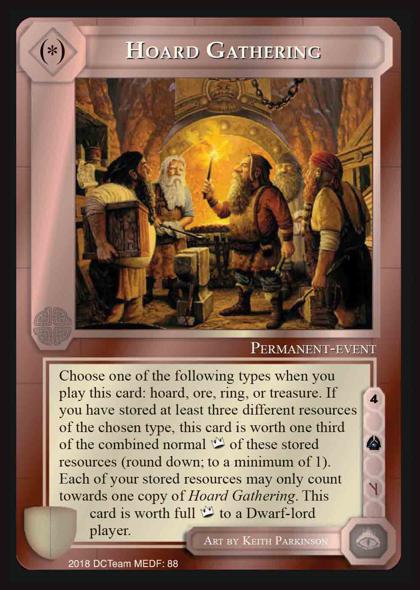 (*)
HOARD GATHERING
PERMANENT-EVENT
Choose one of the following types when you
play this card: hoard, ore, ring, or treasure. If
you have stored at least three different resources
of the chosen type, this card is worth one third
of the combined normal of these stored
resources (round down; to a minimum of 1).
Each of your stored resources may only count
towards one copy of Hoard Gathering. This
card is worth full to a Dwarf-lord
player.
4
ART BY KEITH PARKINSON
2018 DCTeam MEDF: 88